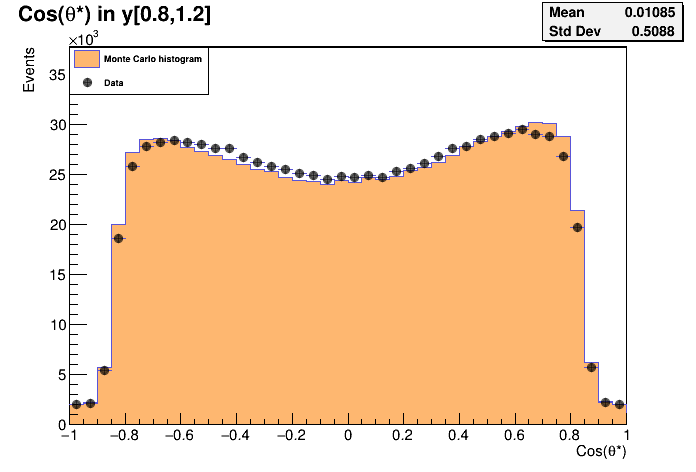 Cos(θ*) in y[0.8,1.2]
Mean 0.01085
Std Dev 0.5088
×10³
Events
Monte Carlo histogram
Data
35
30
25
20
15
10
5
0
−1 −0.8 −0.6 −0.4 −0.2 0 0.2 0.4 0.6 0.8 1
Cos(θ*)